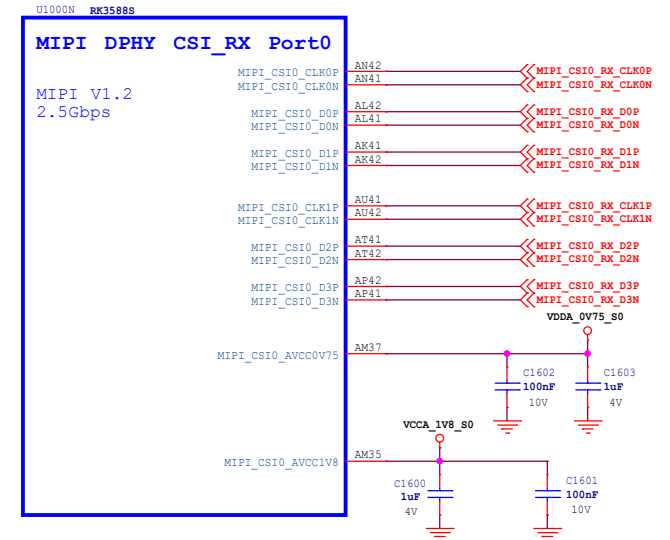 U1000N RK3588S
MIPI DPHY CSI_RX Port0
MIPI V1.2
2.5Gbps
MIPI_CSI0_CLK0P AN42 MIPI_CSI0_RX_CLK0P
MIPI_CSI0_CLK0N AN41 MIPI_CSI0_RX_CLK0N
MIPI_CSI0_D0P AL42 MIPI_CSI0_RX_D0P
MIPI_CSI0_D0N AL41 MIPI_CSI0_RX_D0N
MIPI_CSI0_D1P AK41 MIPI_CSI0_RX_D1P
MIPI_CSI0_D1N AK42 MIPI_CSI0_RX_D1N
MIPI_CSI0_CLK1P AU41 MIPI_CSI0_RX_CLK1P
MIPI_CSI0_CLK1N AU42 MIPI_CSI0_RX_CLK1N
MIPI_CSI0_D2P AT41 MIPI_CSI0_RX_D2P
MIPI_CSI0_D2N AT42 MIPI_CSI0_RX_D2N
MIPI_CSI0_D3P AP42 MIPI_CSI0_RX_D3P
MIPI_CSI0_D3N AP41 MIPI_CSI0_RX_D3N
VDDA_0V75_S0
MIPI_CSI0_AVCC0V75 AM37
C1602 C1603
100nF 1uF
10V 4V
VCCA_1V8_S0
MIPI_CSI0_AVCC1V8 AM35
C1600 C1601
1uF 100nF
4V 10V